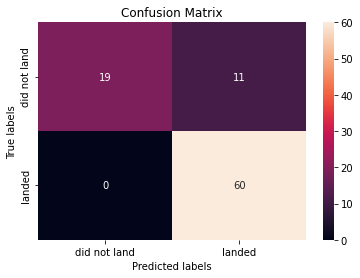 Confusion Matrix
True labels
did not land
landed
19
11
0
60
did not land
landed
Predicted labels
60
50
40
30
20
10
0